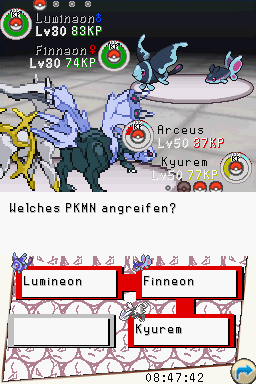 Lumineon♂
Lv30 83KP
Finneon♀
Lv30 74KP
Arceus
Lv50 87KP
Kyurem
Lv50 77KP
Welches PKMN angreifen?
Lumineon
Finneon
Kyurem
08:47:42